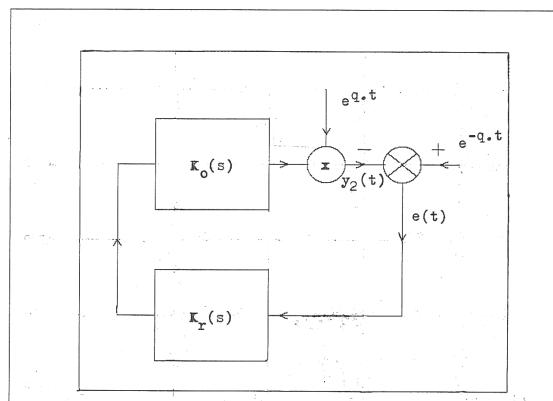 e^{q.t}
K_o(s)
x
−
+
e^{-q.t}
y_2(t)
e(t)
K_r(s)